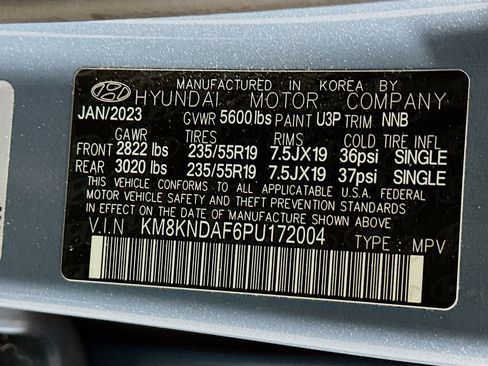 MANUFACTURED IN KOREA BY
HYUNDAI MOTOR COMPANY
JAN/2023 GVWR 5600 lbs PAINT U3P TRIM NNB
GAWR TIRES RIMS COLD TIRE INFL
FRONT 2822 lbs 235/55R19 7.5JX19 36psi SINGLE
REAR 3020 lbs 235/55R19 7.5JX19 37psi SINGLE
THIS VEHICLE CONFORMS TO ALL APPLICABLE U.S.A. FEDERAL
MOTOR VEHICLE SAFETY AND THEFT PREVENTION STANDARDS
IN EFFECT ON THE DATE OF MANUFACTURE SHOWN ABOVE
V.I.N KM8KNDAF6PU172004 TYPE : MPV